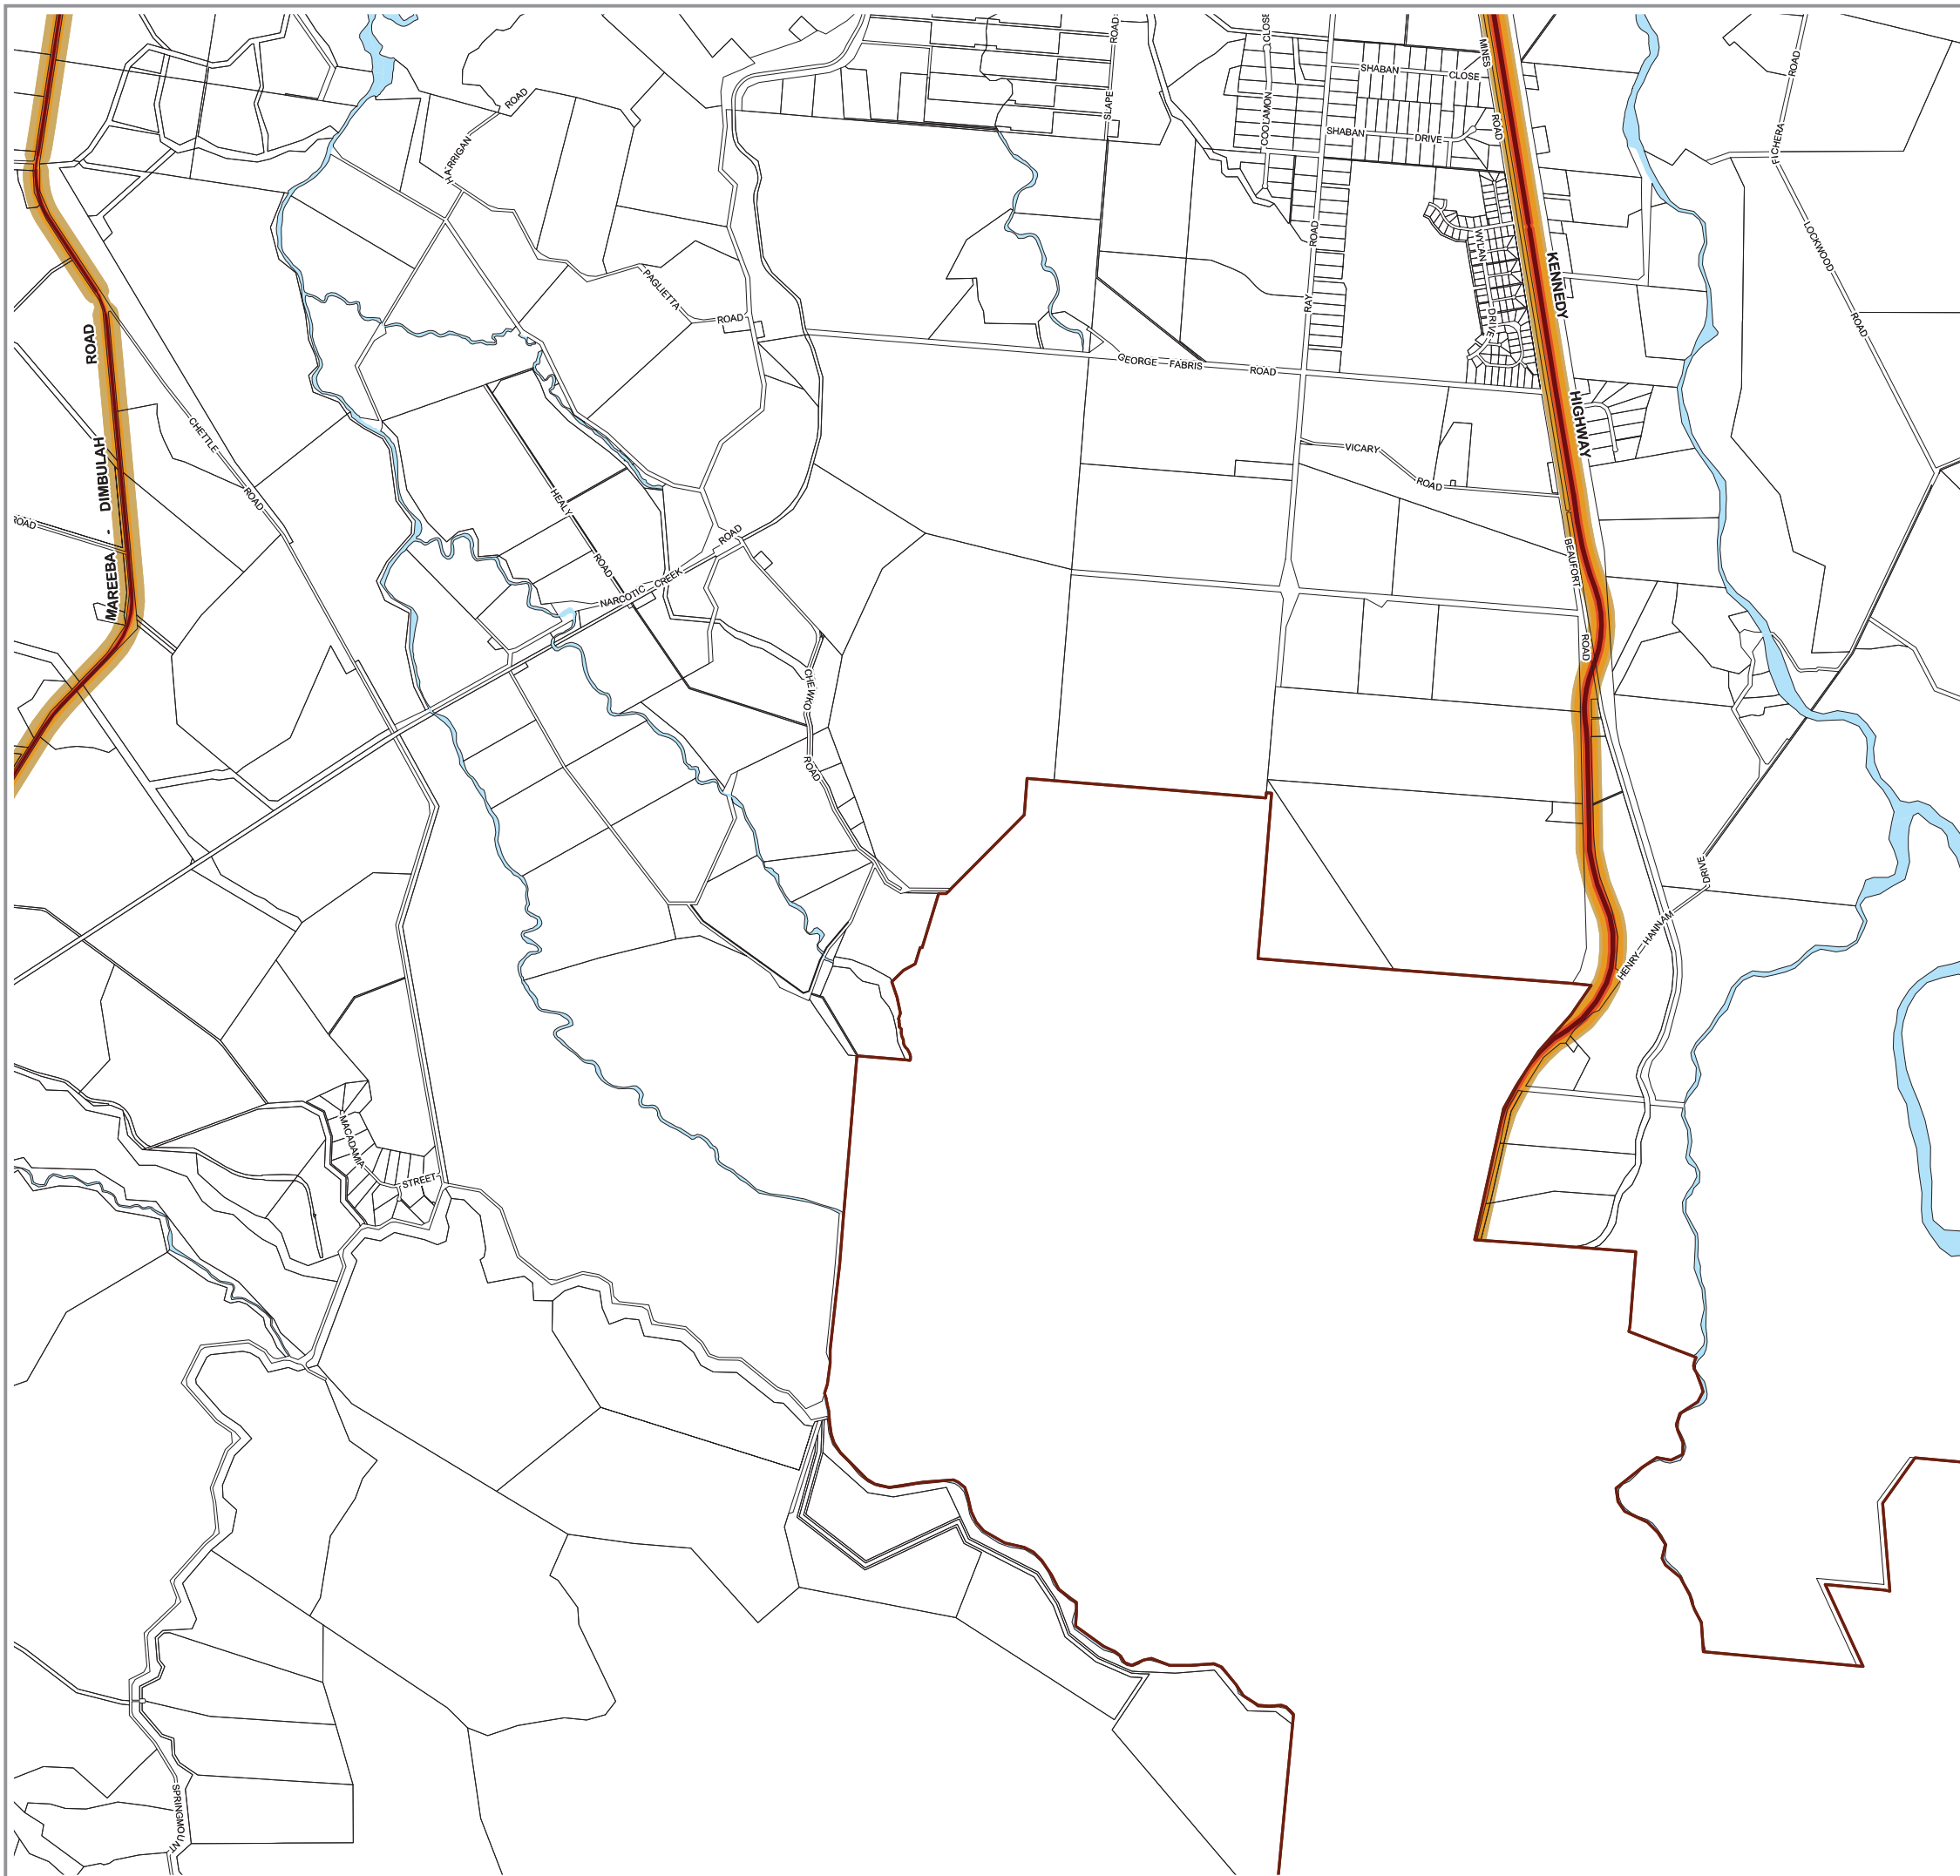 ROAD
HARRIGAN
SLAPE
ROAD
COOLAMON
CLOSE
SHABAN CLOSE
SHABAN DRIVE
MINES
ROAD
FICHERA
ROAD
LOCKWOOD
ROAD
WYLAN
DRIVE
KENNEDY
HIGHWAY
PAGLIETTA
ROAD
RAY
ROAD
GEORGE FABRIS ROAD
MAREEBA - DIMBULAH
ROAD
CHETTLE
ROAD
VICARY
ROAD
HEALY
ROAD
ROAD
NARCOTIC CREEK
ROAD
BEAUFORT
ROAD
CHEWKO
ROAD
HENRY HANNAM
DRIVE
MACADAMIA
STREET
SPRINGMOUNT